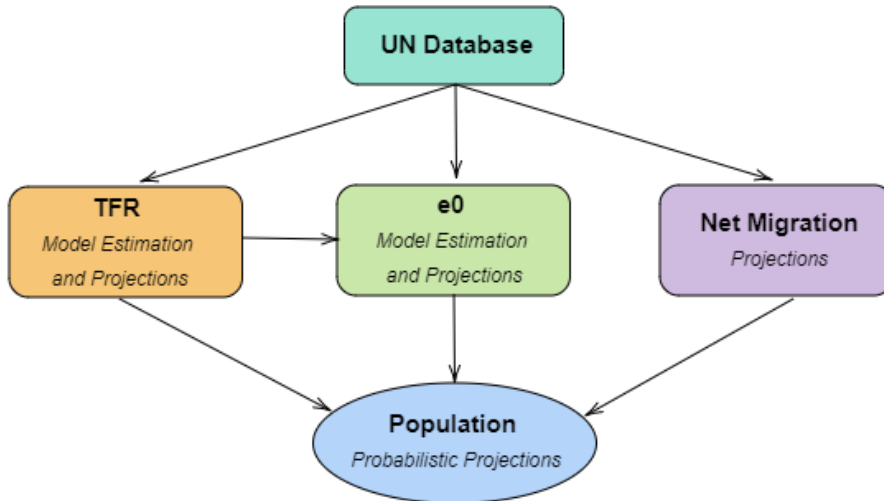 UN Database
TFR
Model Estimation
and Projections
e0
Model Estimation
and Projections
Net Migration
Projections
Population
Probabilistic Projections